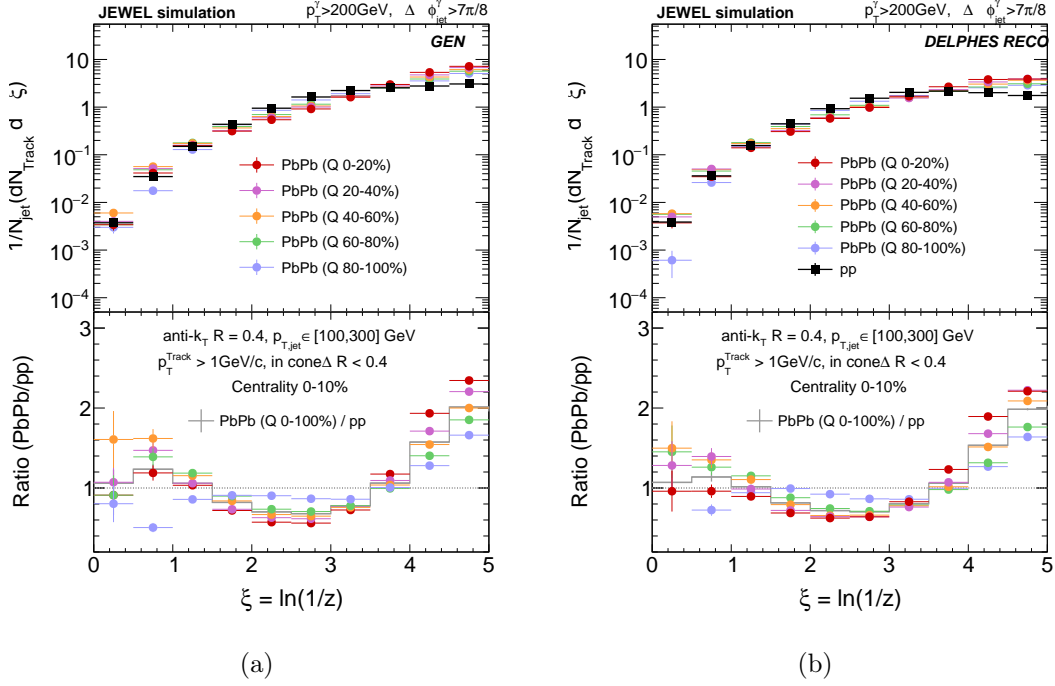 JEWEL simulation p_T^γ>200GeV, Δ ϕ_jet^γ>7π/8
GEN
1/N_jet(dN_Track d ξ)
10
1
10^−1
10^−2
10^−3
10^−4
PbPb (Q 0-20%)
PbPb (Q 20-40%)
PbPb (Q 40-60%)
PbPb (Q 60-80%)
PbPb (Q 80-100%)
Ratio (PbPb/pp)
3
2
1
anti-k_T R = 0.4, p_T,jet ∈ [100,300] GeV
p_T^Track > 1GeV/c, in coneΔ R < 0.4
Centrality 0-10%
PbPb (Q 0-100%) / pp
0 1 2 3 4 5
ξ = ln(1/z)
(a)
JEWEL simulation p_T^γ>200GeV, Δ ϕ_jet^γ>7π/8
DELPHES RECO
1/N_jet(dN_Track d ξ)
10
1
10^−1
10^−2
10^−3
10^−4
PbPb (Q 0-20%)
PbPb (Q 20-40%)
PbPb (Q 40-60%)
PbPb (Q 60-80%)
PbPb (Q 80-100%)
pp
Ratio (PbPb/pp)
3
2
1
anti-k_T R = 0.4, p_T,jet ∈ [100,300] GeV
p_T^Track > 1GeV/c, in coneΔ R < 0.4
Centrality 0-10%
PbPb (Q 0-100%) / pp
0 1 2 3 4 5
ξ = ln(1/z)
(b)